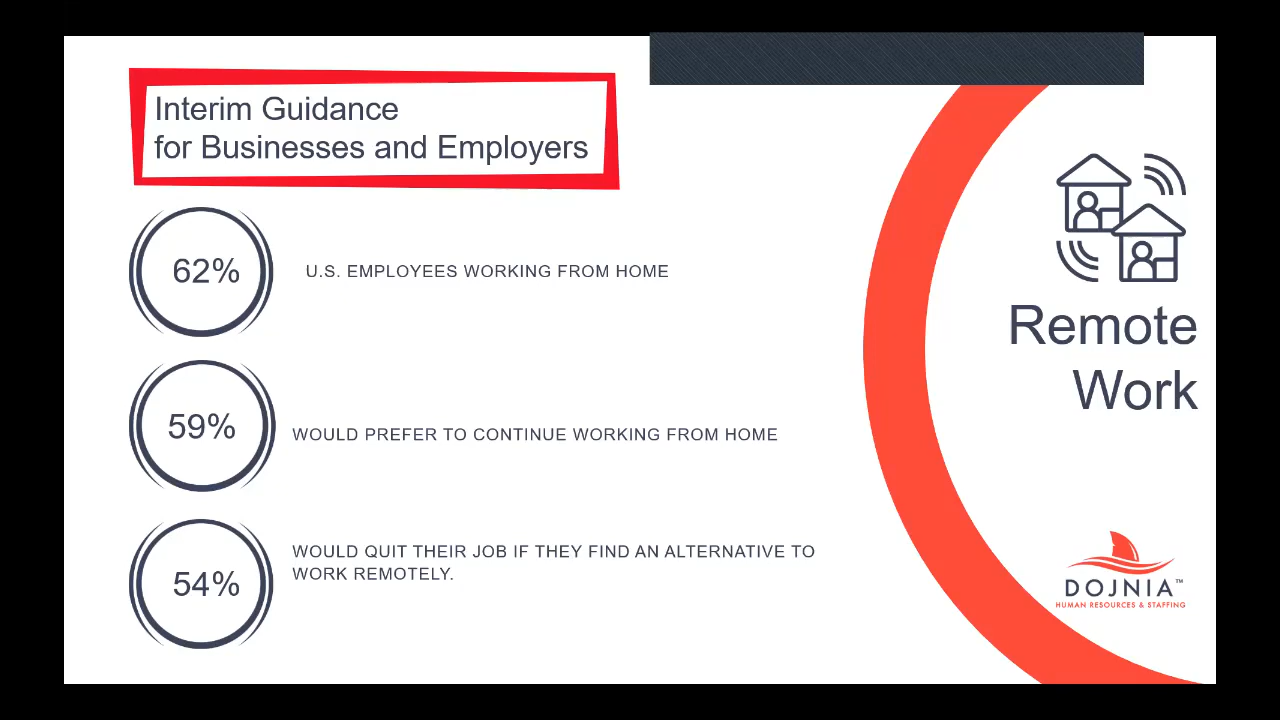 Interim Guidance
for Businesses and Employers
62%
U.S. EMPLOYEES WORKING FROM HOME
59%
WOULD PREFER TO CONTINUE WORKING FROM HOME
54%
WOULD QUIT THEIR JOB IF THEY FIND AN ALTERNATIVE TO
WORK REMOTELY.
Remote
Work
DOJNIA™
HUMAN RESOURCES & STAFFING